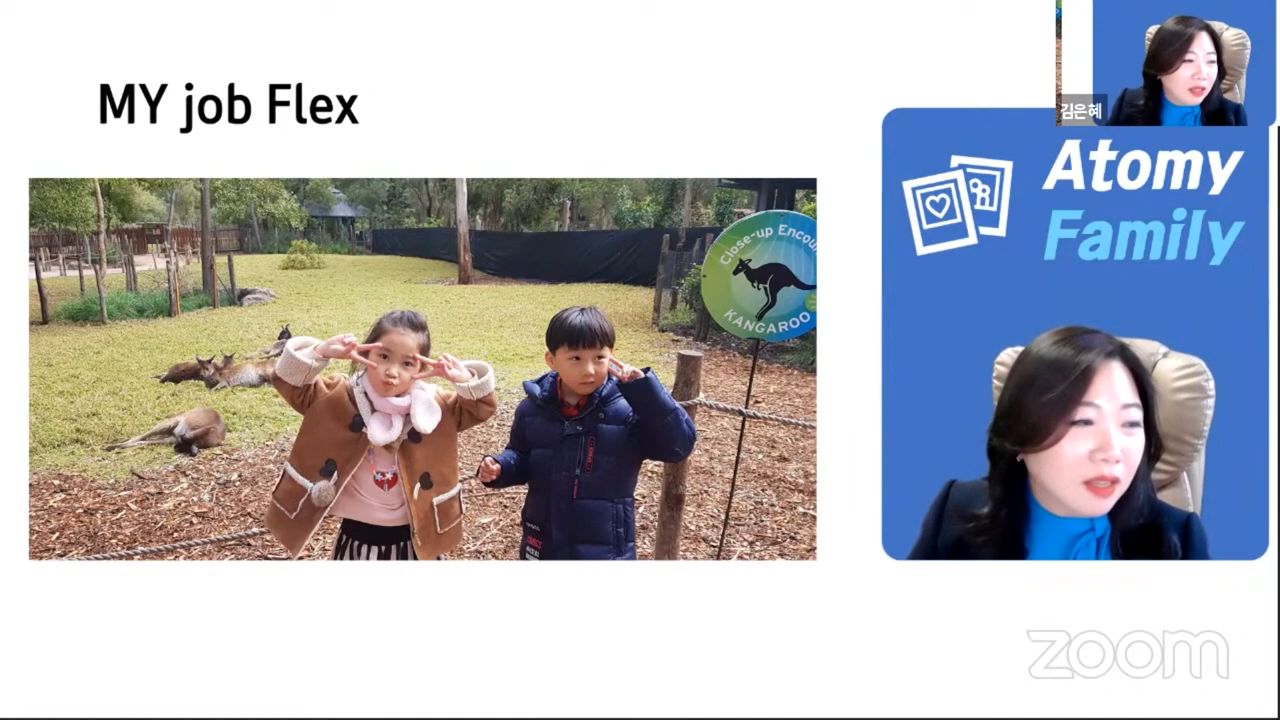 MY job Flex
김은혜
Atomy
Family
Close-up Encou
KANGAROO
zoom